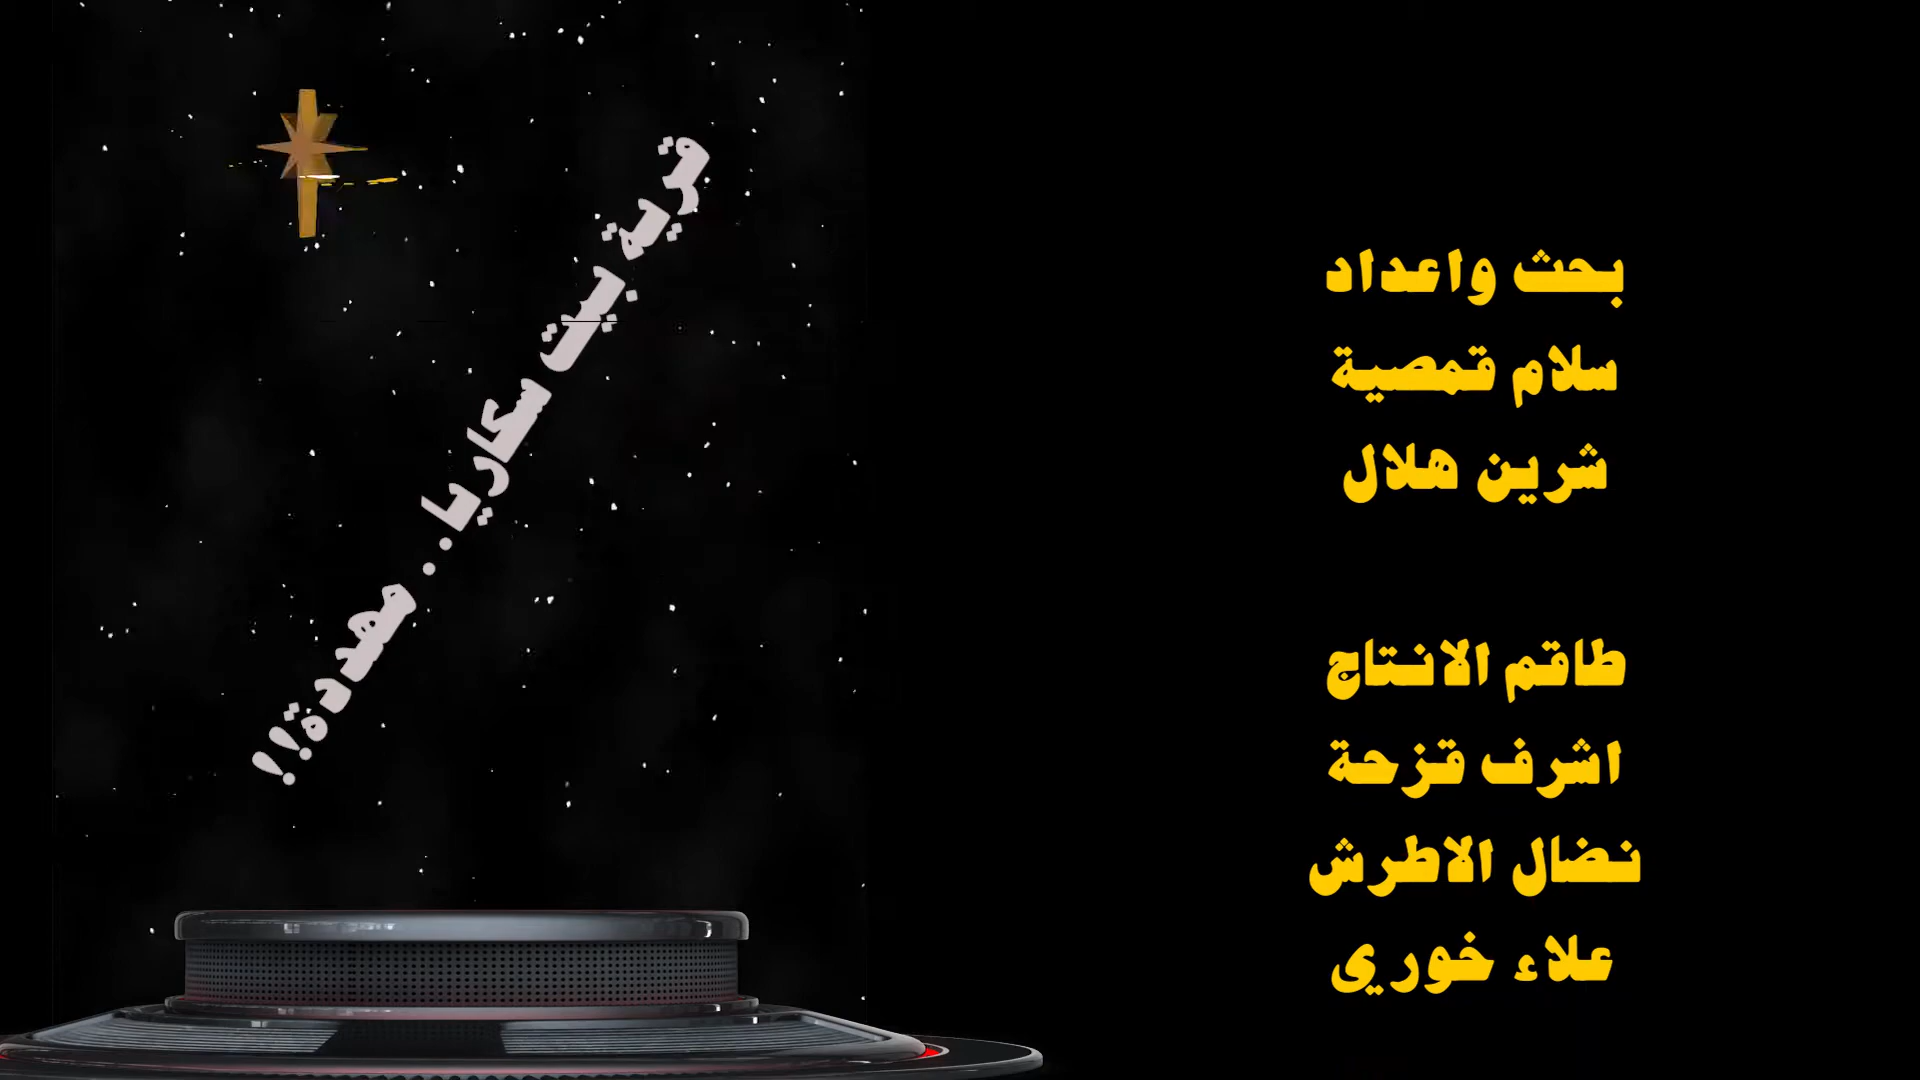 قرية بيت سكاريا.. مهددة!!
بحث واعداد
سلام قمصية
شرين هلال
طاقم الانتاج
اشرف قزحة
نضال الاطرش
علاء خوري